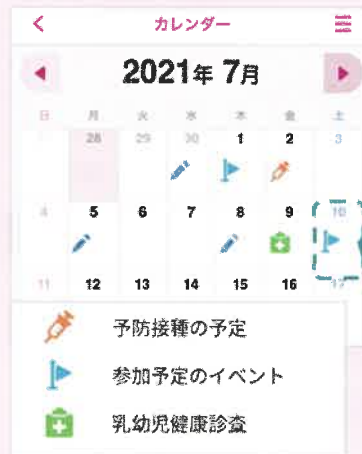 カレンダー
2021年 7月
日 月 火 水 木 金 土
28 29 30 1 2 3
4 5 6 7 8 9 10
11 12 13 14 15 16 17
予防接種の予定
参加予定のイベント
乳幼児健康診査